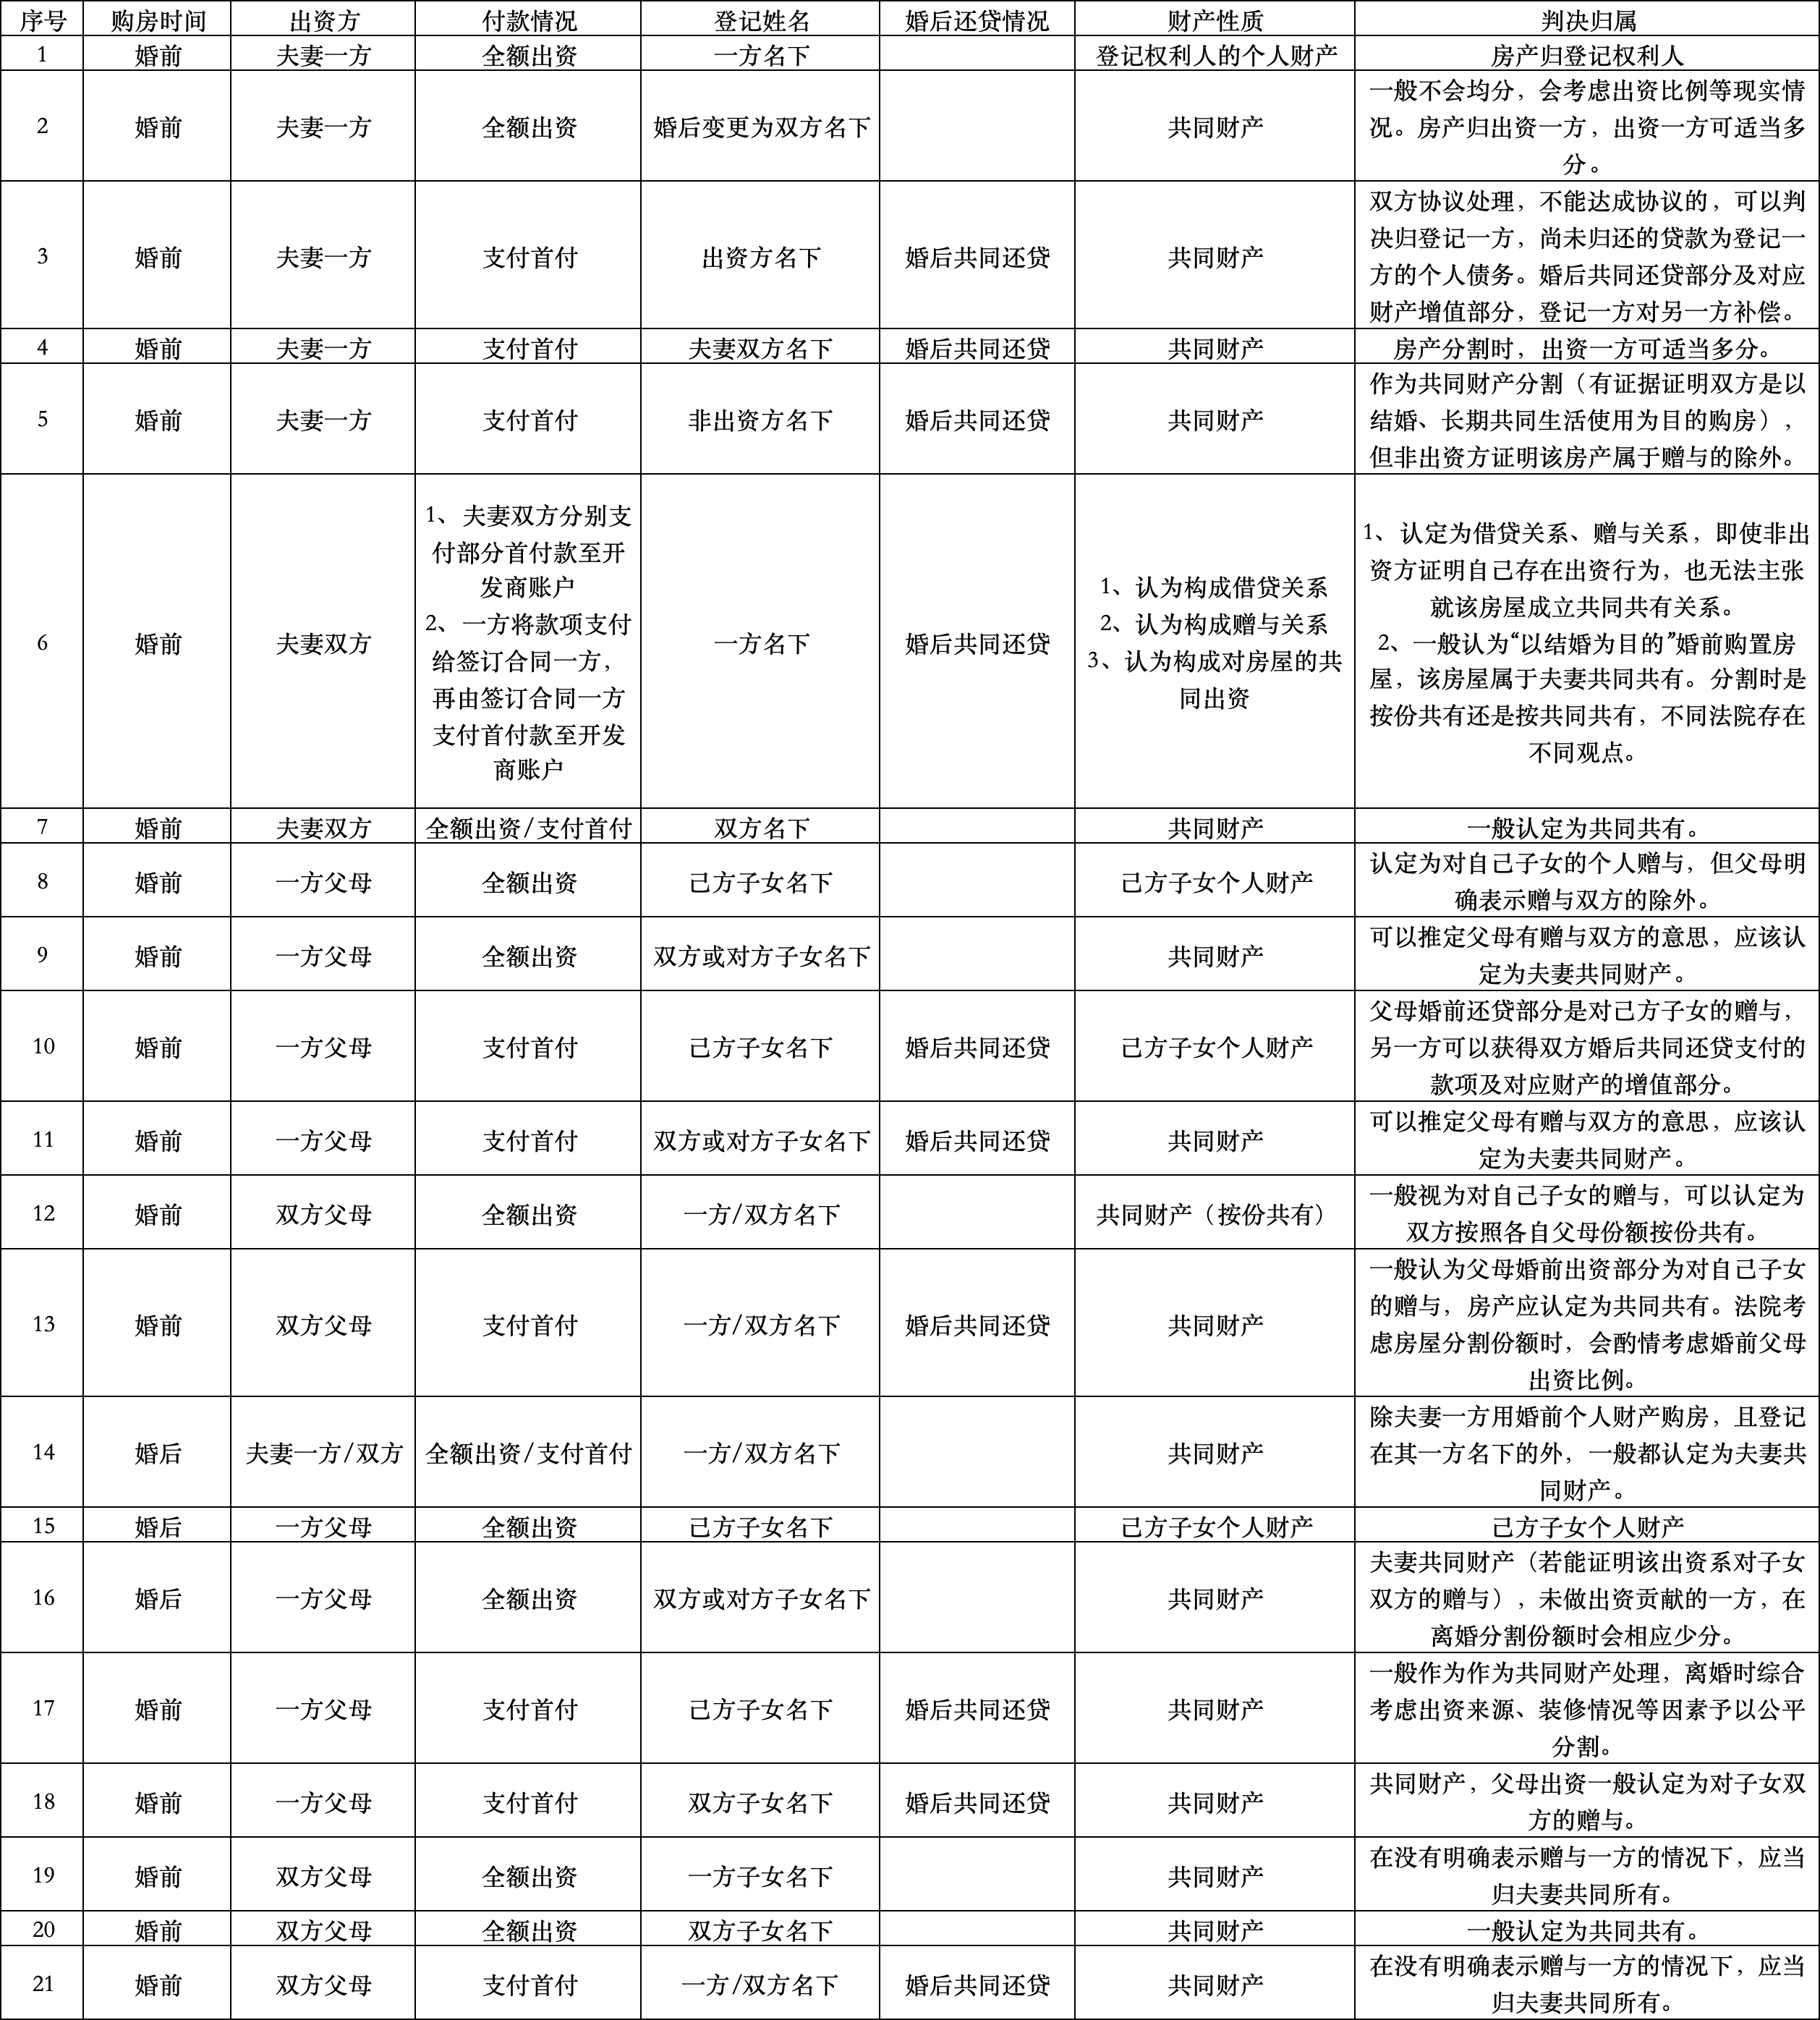 序号 购房时间 出资方 付款情况 登记姓名 婚后还贷情况 财产性质 判决归属
1 婚前 夫妻一方 全额出资 一方名下 登记权利人的个人财产 房产归登记权利人
2 婚前 夫妻一方 全额出资 婚后变更为双方名下 共同财产
一般不会均分，会考虑出资比例等现实情
况。房产归出资一方，出资一方可适当多
分。
3 婚前 夫妻一方 支付首付 出资方名下 婚后共同还贷 共同财产
双方协议处理，不能达成协议的，可以判
决归登记一方，尚未归还的贷款为登记一
方的个人债务。婚后共同还贷部分及对应
财产增值部分，登记一方对另一方补偿。
4 婚前 夫妻一方 支付首付 夫妻双方名下 婚后共同还贷 共同财产 房产分割时，出资一方可适当多分。
5 婚前 夫妻一方 支付首付 非出资方名下 婚后共同还贷 共同财产
作为共同财产分割（有证据证明双方是以
结婚、长期共同生活使用为目的购房），
但非出资方证明该房产属于赠与的除外。
6 婚前 夫妻双方
1、夫妻双方分别支
付部分首付款至开
发商账户
2、一方将款项支付
给签订合同一方，
再由签订合同一方
支付首付款至开发
商账户
一方名下 婚后共同还贷
1、认为构成借贷关系
2、认为构成赠与关系
3、认为构成对房屋的共
同出资
1、认定为借贷关系、赠与关系，即使非出
资方证明自己存在出资行为，也无法主张
就该房屋成立共同共有关系。
2、一般认为“以结婚为目的”婚前购置房
屋，该房屋属于夫妻共同共有。分割时是
按份共有还是按共同共有，不同法院存在
不同观点。
7 婚前 夫妻双方 全额出资/支付首付 双方名下 共同财产 一般认定为共同共有。
8 婚前 一方父母 全额出资 己方子女名下 己方子女个人财产
认定为对自己子女的个人赠与，但父母明
确表示赠与双方的除外。
9 婚前 一方父母 全额出资 双方或对方子女名下 共同财产
可以推定父母有赠与双方的意思，应该认
定为夫妻共同财产。
10 婚前 一方父母 支付首付 己方子女名下 婚后共同还贷 己方子女个人财产
父母婚前还贷部分是对己方子女的赠与，
另一方可以获得双方婚后共同还贷支付的
款项及对应财产的增值部分。
11 婚前 一方父母 支付首付 双方或对方子女名下 婚后共同还贷 共同财产
可以推定父母有赠与双方的意思，应该认
定为夫妻共同财产。
12 婚前 双方父母 全额出资 一方/双方名下 共同财产（按份共有）
一般视为对自己子女的赠与，可以认定为
双方按照各自父母份额按份共有。
13 婚前 双方父母 支付首付 一方/双方名下 婚后共同还贷 共同财产
一般认为父母婚前出资部分为对自己子女
的赠与，房产应认定为共同共有。法院考
虑房屋分割份额时，会酌情考虑婚前父母
出资比例。
14 婚后 夫妻一方/双方 全额出资/支付首付 一方/双方名下 共同财产
除夫妻一方用婚前个人财产购房，且登记
在其一方名下的外，一般都认定为夫妻共
同财产。
15 婚后 一方父母 全额出资 己方子女名下 己方子女个人财产 己方子女个人财产
16 婚后 一方父母 全额出资 双方或对方子女名下 共同财产
夫妻共同财产（若能证明该出资系对子女
双方的赠与），未做出资贡献的一方，在
离婚分割份额时会相应少分。
17 婚前 一方父母 支付首付 己方子女名下 婚后共同还贷 共同财产
一般作为作为共同财产处理，离婚时综合
考虑出资来源、装修情况等因素予以公平
分割。
18 婚前 一方父母 支付首付 双方子女名下 婚后共同还贷 共同财产
共同财产，父母出资一般认定为对子女双
方的赠与。
19 婚前 双方父母 全额出资 一方子女名下 共同财产
在没有明确表示赠与一方的情况下，应当
归夫妻共同所有。
20 婚前 双方父母 全额出资 双方子女名下 共同财产 一般认定为共同共有。
21 婚前 双方父母 支付首付 一方/双方名下 婚后共同还贷 共同财产
在没有明确表示赠与一方的情况下，应当
归夫妻共同所有。